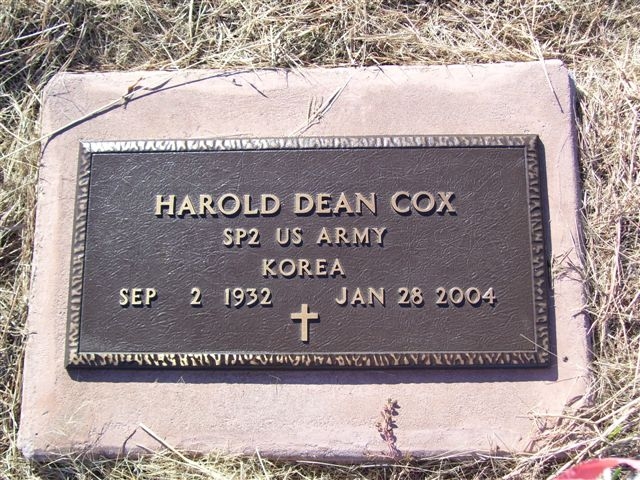 HAROLD DEAN COX
SP2 US ARMY
KOREA
SEP 2 1932 JAN 28 2004